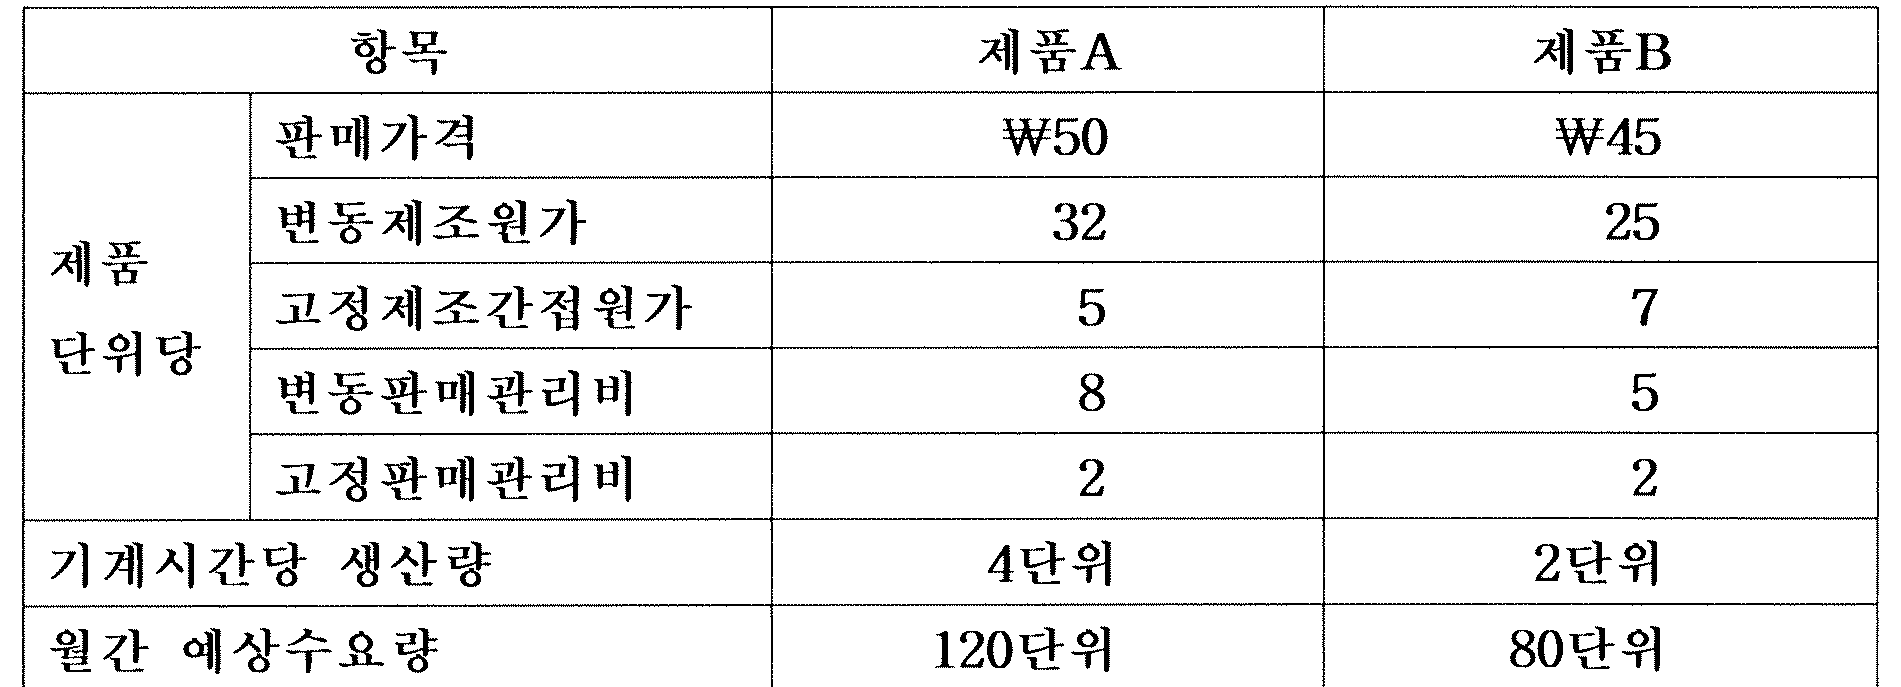 항목 제품A 제품B
판매가격 ₩50 ₩45
변동제조원가 32 25
제품
고정제조간접원가 5 7
단위당
변동판매관리비 8 5
고정판매관리비 2 2
기계시간당 생산량 4단위 2단위
월간 예상수요량 120단위 80단위